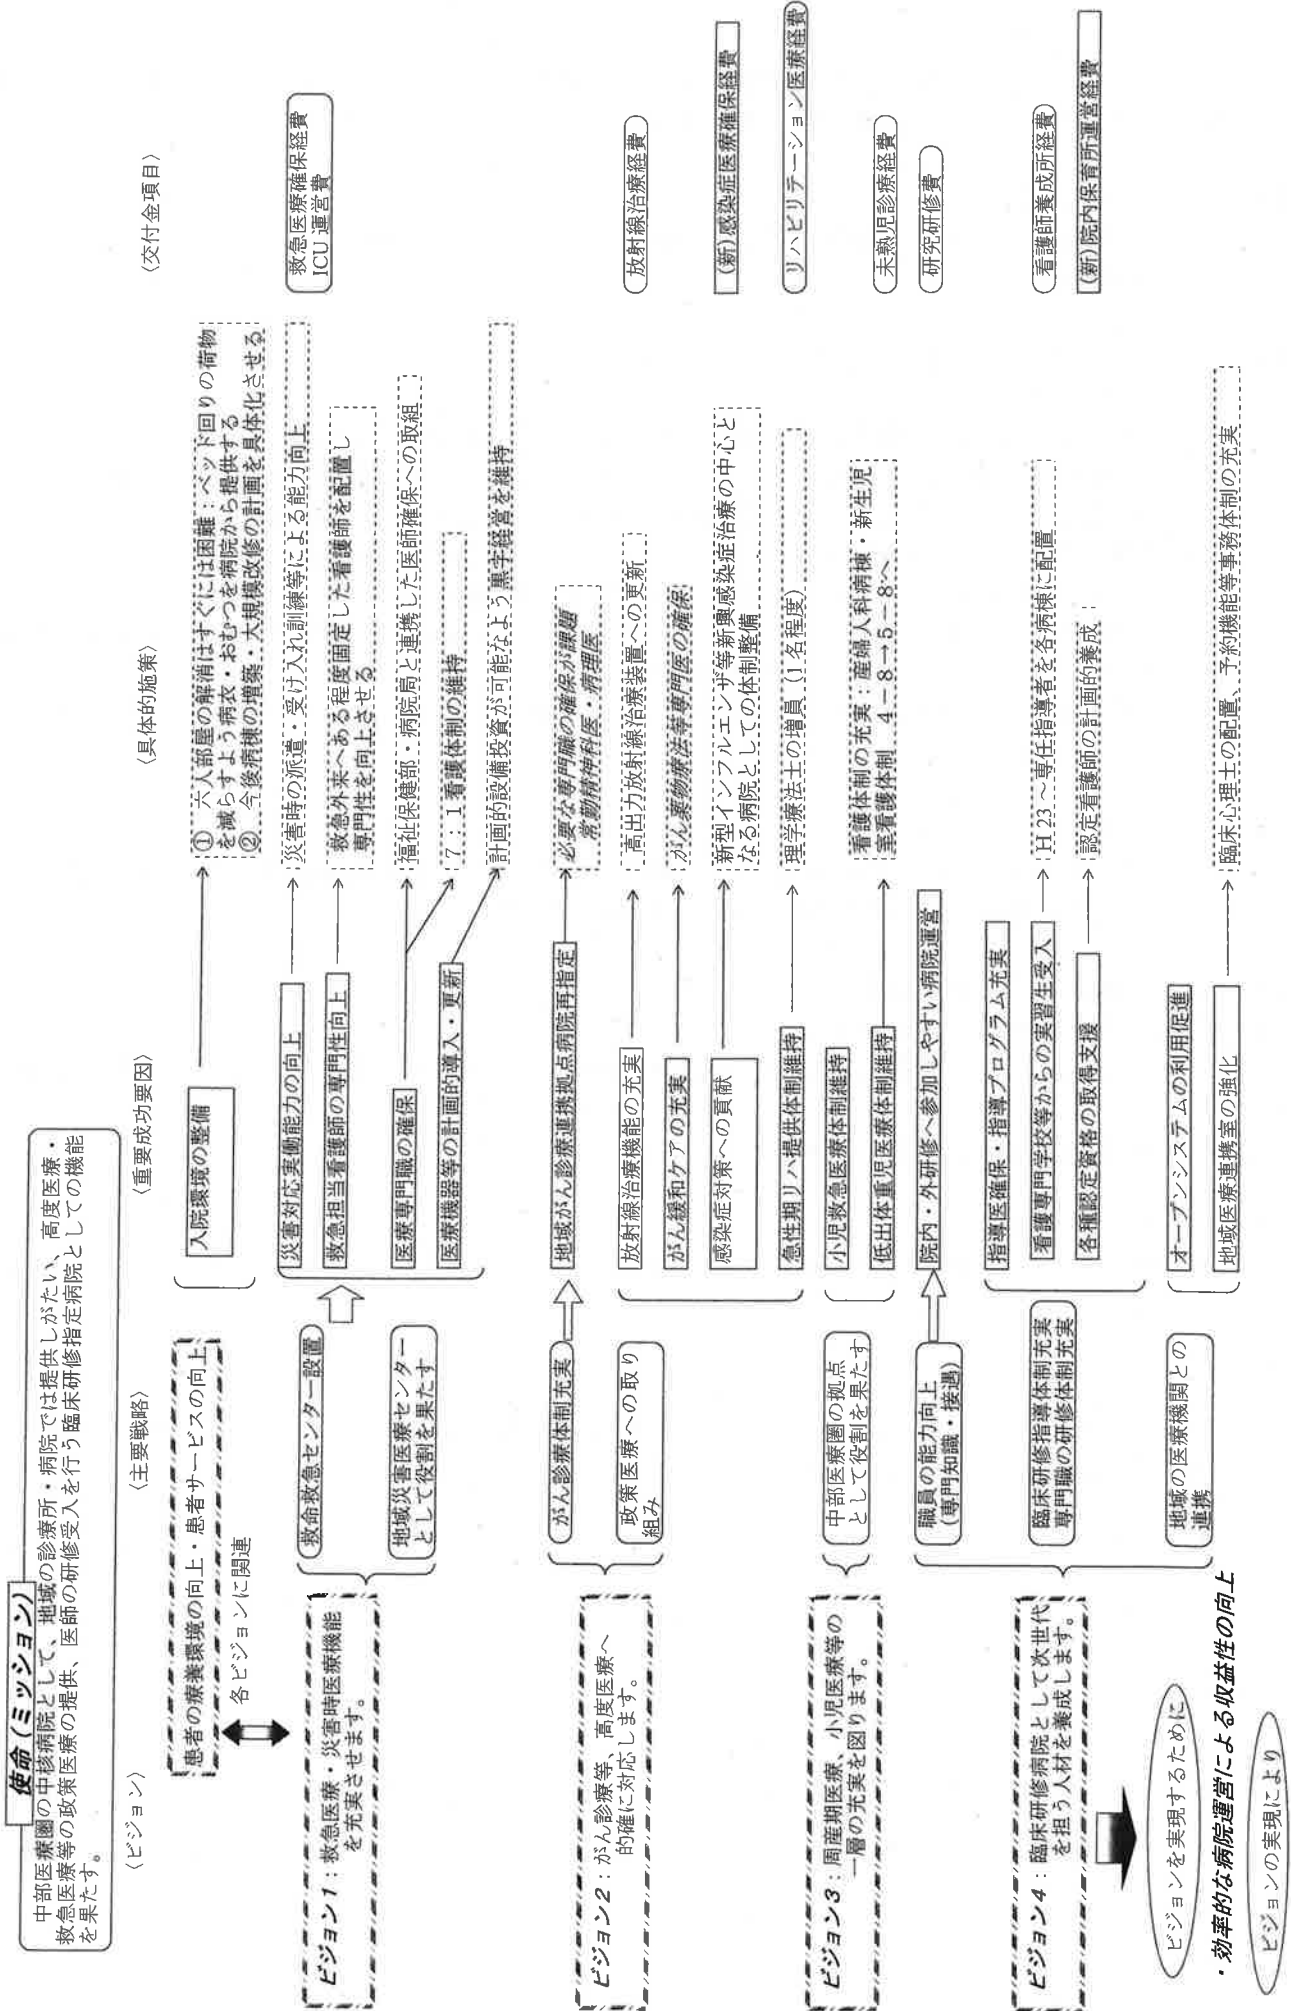 使命(ミッション)
中部医療圏の中核病院として、地域の診療所・病院では提供しがたい、高度医療・
救急医療等の政策医療の提供、医師の研修受入を行う臨床研修指定病院としての機能
を果たす。
〈ビジョン〉
〈主要戦略〉
〈重要成功要因〉
〈具体的施策〉
〈交付金項目〉
患者の療養環境の向上・患者サービスの向上
各ビジョンに関連
入院環境の整備
① 六人部屋の解消はすぐには困難：ベッド回りの荷物
を減らすよう病衣・おむつを病院から提供する
② 今後病棟の増築・大規模改修の計画を具体化させる
ビジョン1：救急医療・災害時医療機能
を充実させます。
救命救急センター設置
地域災害医療センター
として役割を果たす
災害対応実働能力の向上
救急担当看護師の専門性向上
医療専門職の確保
医療機器等の計画的導入・更新
災害時の派遣・受け入れ訓練等による能力向上
救急外来へある程度固定した看護師を配置し
専門性を向上させる
福祉保健部・病院局と連携した医師確保への取組
7：1看護体制の維持
計画的設備投資が可能なよう黒字経営を維持
救急医療確保経費
ICU 運営費
ビジョン2：がん診療等、高度医療へ
的確に対応します。
がん診療体制充実
政策医療への取り
組み
地域がん診療連携拠点病院再指定
放射線治療機能の充実
がん緩和ケアの充実
感染症対策への貢献
急性期リハ提供体制維持
必要な専門職の確保が課題
常勤精神科医・病理医
高出力放射線治療装置への更新
がん薬物療法等専門医の確保
新型インフルエンザ等新興感染症治療の中心と
なる病院としての体制整備
理学療法士の増員（1名程度）
放射線治療経費
(新)感染症医療確保経費
リハビリテーション医療経費
ビジョン3：周産期医療、小児医療等の
一層の充実を図ります。
中部医療圏の拠点
として役割を果たす
小児救急医療体制維持
低出体重児医療体制維持
看護体制の充実：産婦人科病棟・新生児
室看護体制 4－8→5－8へ
未熟児診療経費
研究研修費
ビジョン4：臨床研修病院として次世代
を担う人材を養成します。
職員の能力向上
（専門知識・接遇）
臨床研修指導体制充実
専門職の研修体制充実
地域の医療機関との
連携
院内・外研修へ参加しやすい病院運営
指導医確保・指導プログラム充実
看護専門学校等からの実習生受入
各種認定資格の取得支援
オープンシステムの利用促進
地域医療連携室の強化
H23～専任指導者を各病棟に配置
認定看護師の計画的養成
臨床心理士の配置、予約機能等事務体制の充実
看護師養成所経費
(新)院内保育所運営経費
ビジョンを実現するために
・効率的な病院運営による収益性の向上
ビジョンの実現により